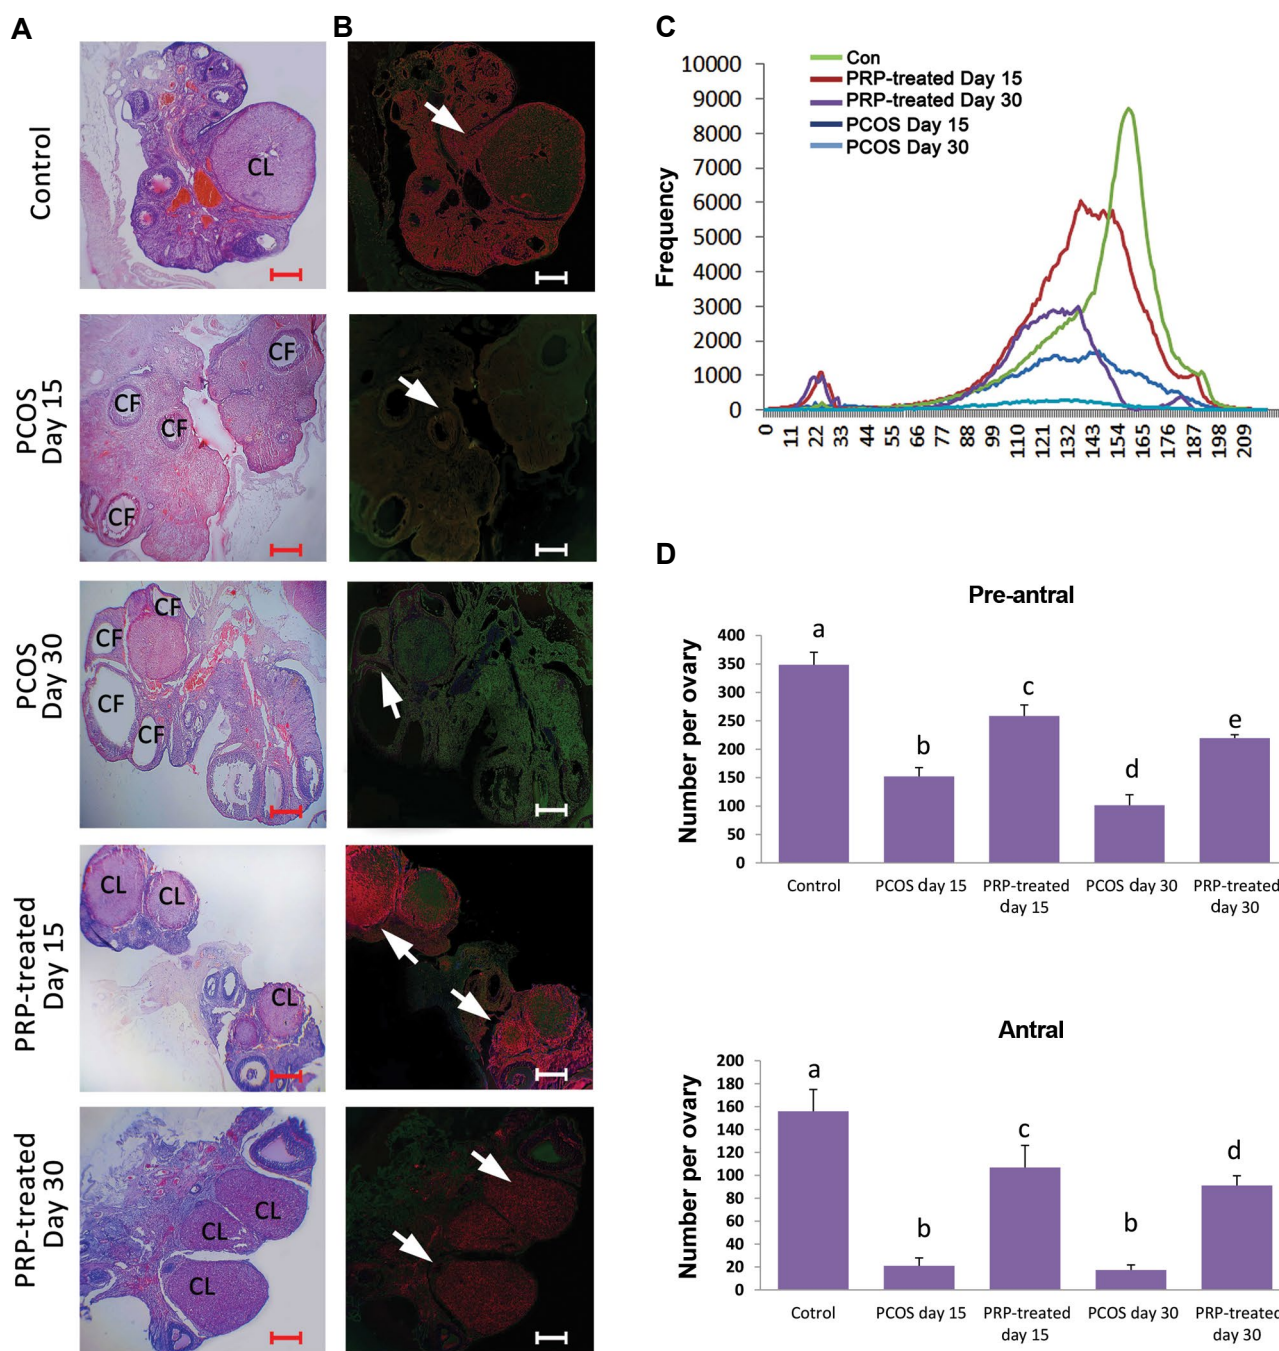 A
B
Control
CL
PCOS
Day 15
CF
CF
CF
CF
PCOS
Day 30
CF
CF
CF
CF
PRP-treated
Day 15
CL
CL
CL
PRP-treated
Day 30
CL
CL
CL
C
Con
PRP-treated Day 15
PRP-treated Day 30
PCOS Day 15
PCOS Day 30
Frequency
10000
9000
8000
7000
6000
5000
4000
3000
2000
1000
0
0 11 22 33 44 55 66 77 88 99 110 121 132 143 154 165 176 187 198 209
D
Pre-antral
Number per ovary
400
350
300
250
200
150
100
50
0
a b c d e
Control PCOS day 15 PRP-treated day 15 PCOS day 30 PRP-treated day 30
Antral
Number per ovary
200
180
160
140
120
100
80
60
40
20
0
a b c b d
Cotrol PCOS day 15 PRP-treated day 15 PCOS day 30 PRP-treated day 30